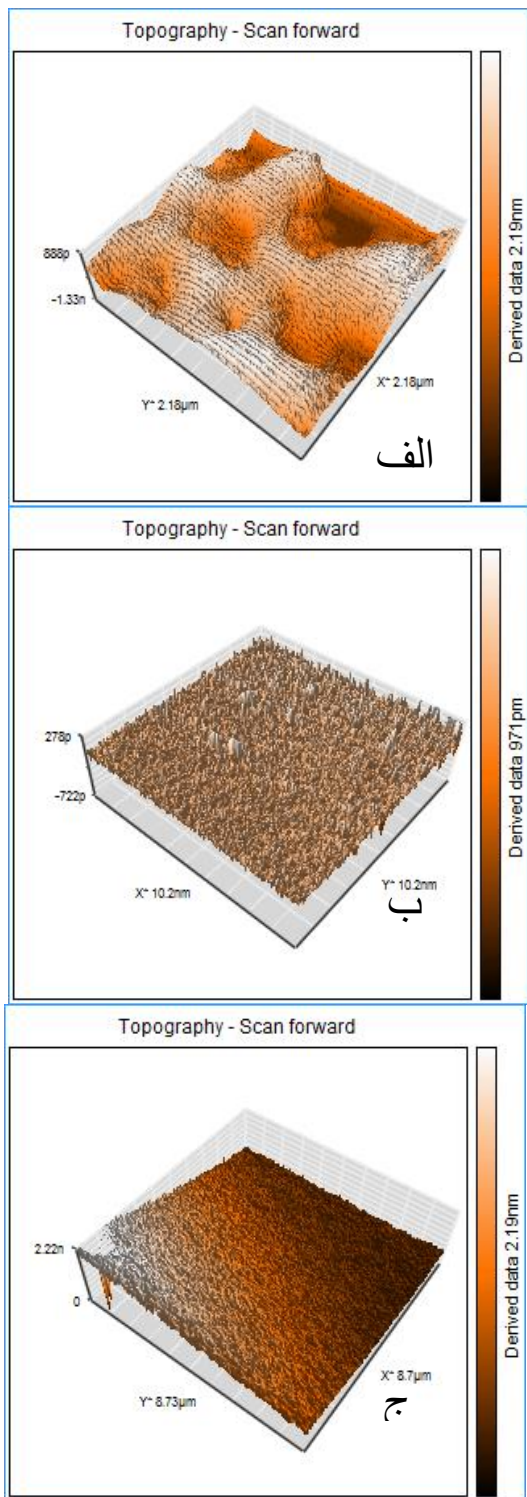 Topography - Scan forward
888p
-1.33n
Y* 2.18µm
X* 2.18µm
Derived data 2.19nm
الف
Topography - Scan forward
278p
-722p
X* 10.2nm
Y* 10.2nm
Derived data 971pm
ب
Topography - Scan forward
2.22n
0
Y* 8.73µm
X* 8.7µm
Derived data 2.19nm
ج